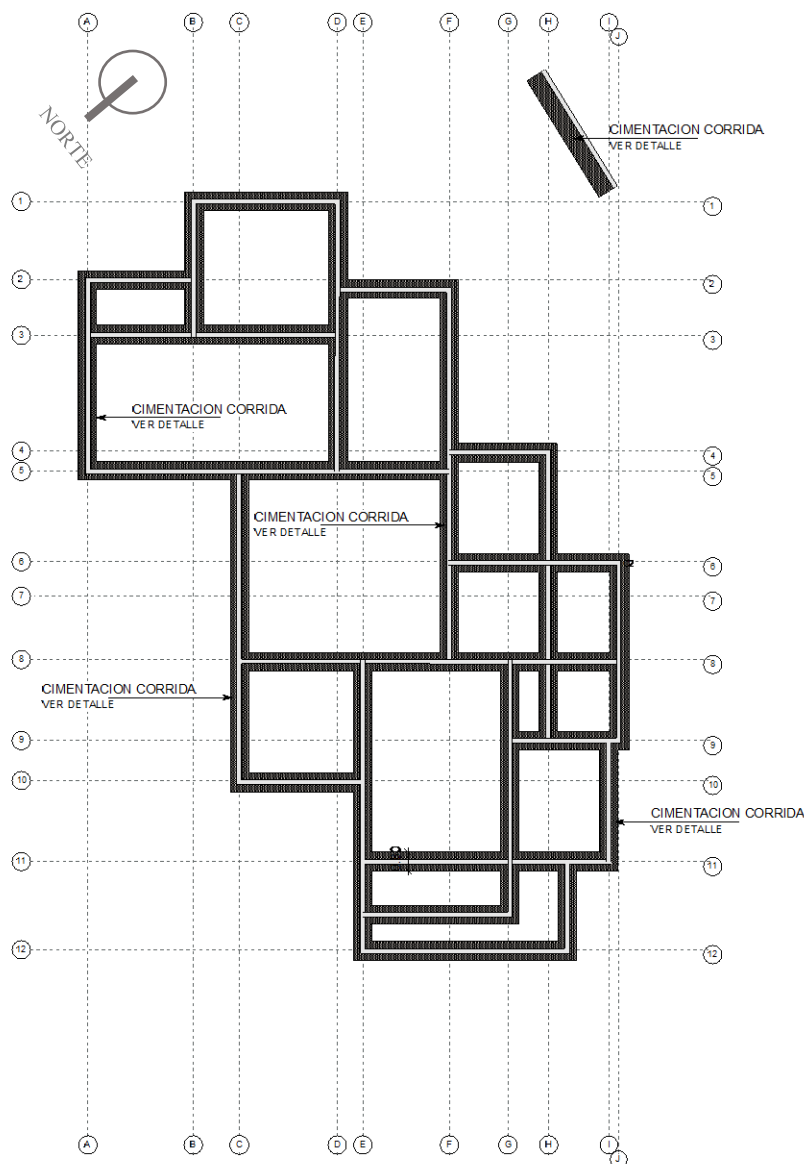 A B C D E F G H I
J
NORTE
CIMENTACION CORRIDA
VER DETALLE
1 1
2 2
3 3
CIMENTACION CORRIDA
VER DETALLE
4 4
5 5
CIMENTACION CORRIDA
VER DETALLE
6 6
7 7
8 8
CIMENTACION CORRIDA
VER DETALLE
9 9
10 10
CIMENTACION CORRIDA
VER DETALLE
11 11
12 12
A B C D E F G H I
J